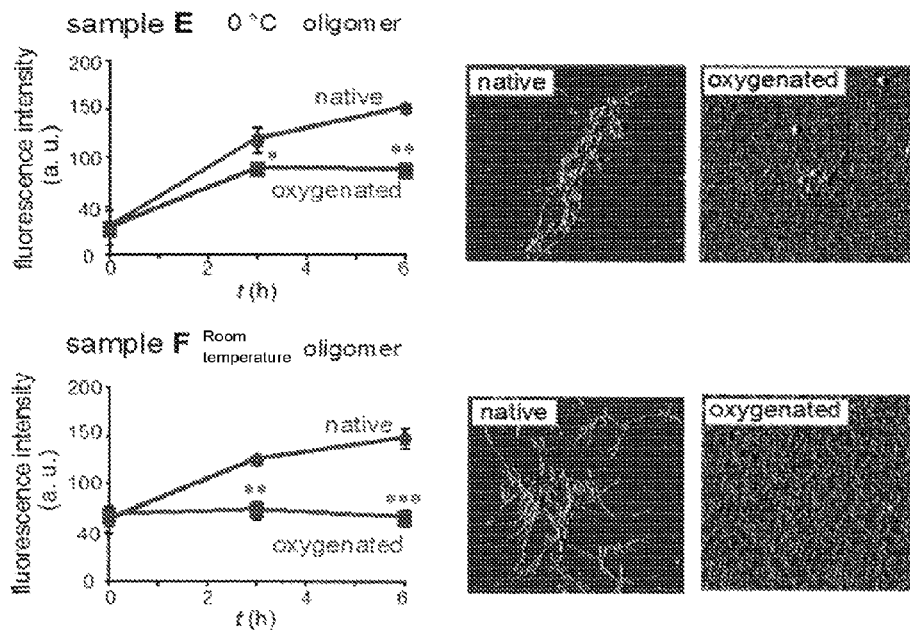 sample E 0 °C oligomer
fluorescence intensity
(a. u.)
200
150
100
40
0
native
*
**
oxygenated
0 2 4 6
t (h)
native
oxygenated
sample F Room temperature oligomer
fluorescence intensity
(a. u.)
200
150
100
40
0
native
**
***
oxygenated
0 2 4 6
t (h)
native
oxygenated